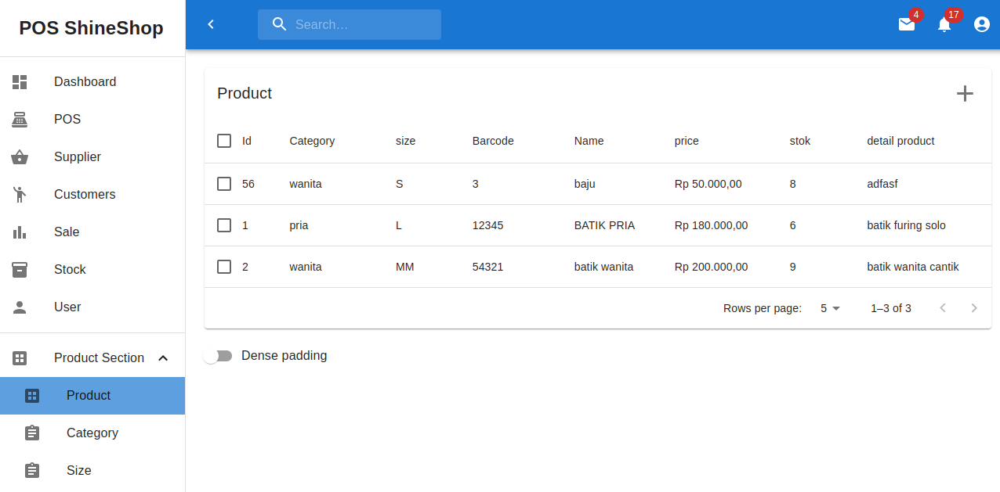 POS ShineShop
Search…
4
17
Dashboard
POS
Supplier
Customers
Sale
Stock
User
Product Section
Product
Category
Size
Product
Id Category size Barcode Name price stok detail product
56 wanita S 3 baju Rp 50.000,00 8 adfasf
1 pria L 12345 BATIK PRIA Rp 180.000,00 6 batik furing solo
2 wanita MM 54321 batik wanita Rp 200.000,00 9 batik wanita cantik
Rows per page: 5 1–3 of 3
Dense padding